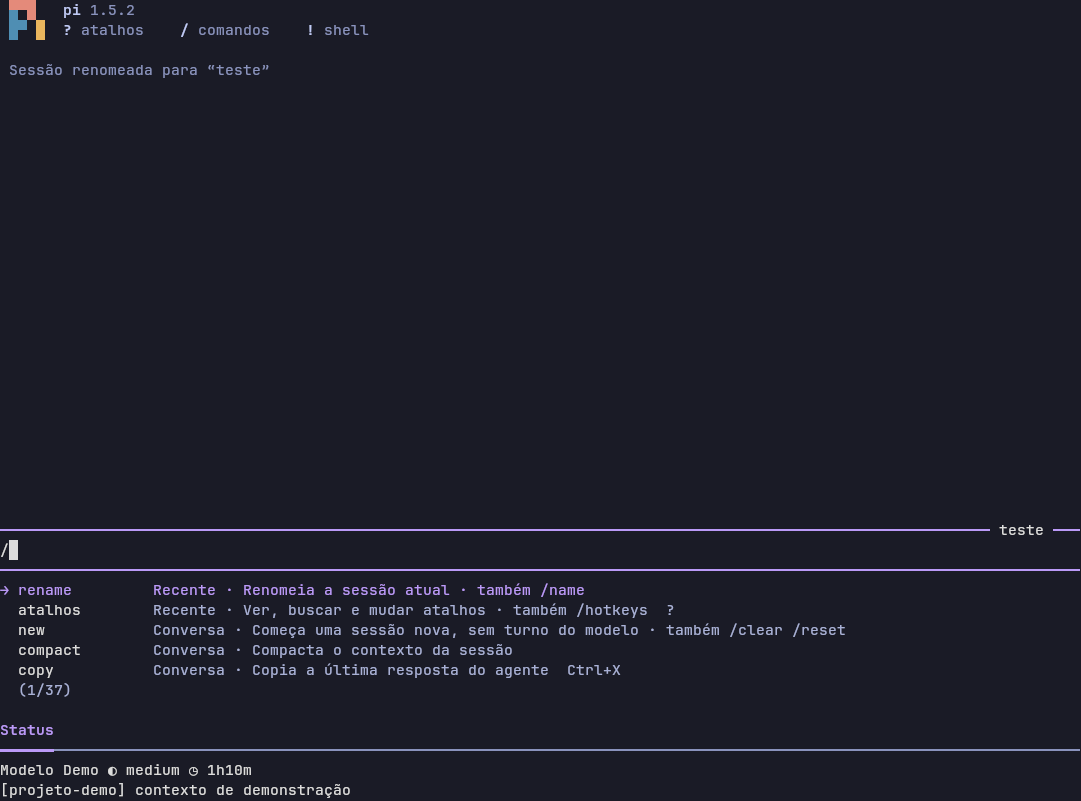 pi 1.5.2
? atalhos / comandos ! shell
Sessão renomeada para “teste”
teste
/
→ rename Recente · Renomeia a sessão atual · também /name
atalhos Recente · Ver, buscar e mudar atalhos · também /hotkeys ?
new Conversa · Começa uma sessão nova, sem turno do modelo · também /clear /reset
compact Conversa · Compacta o contexto da sessão
copy Conversa · Copia a última resposta do agente Ctrl+X
(1/37)
Status
Modelo Demo ◐ medium ◷ 1h10m
[projeto-demo] contexto de demonstração